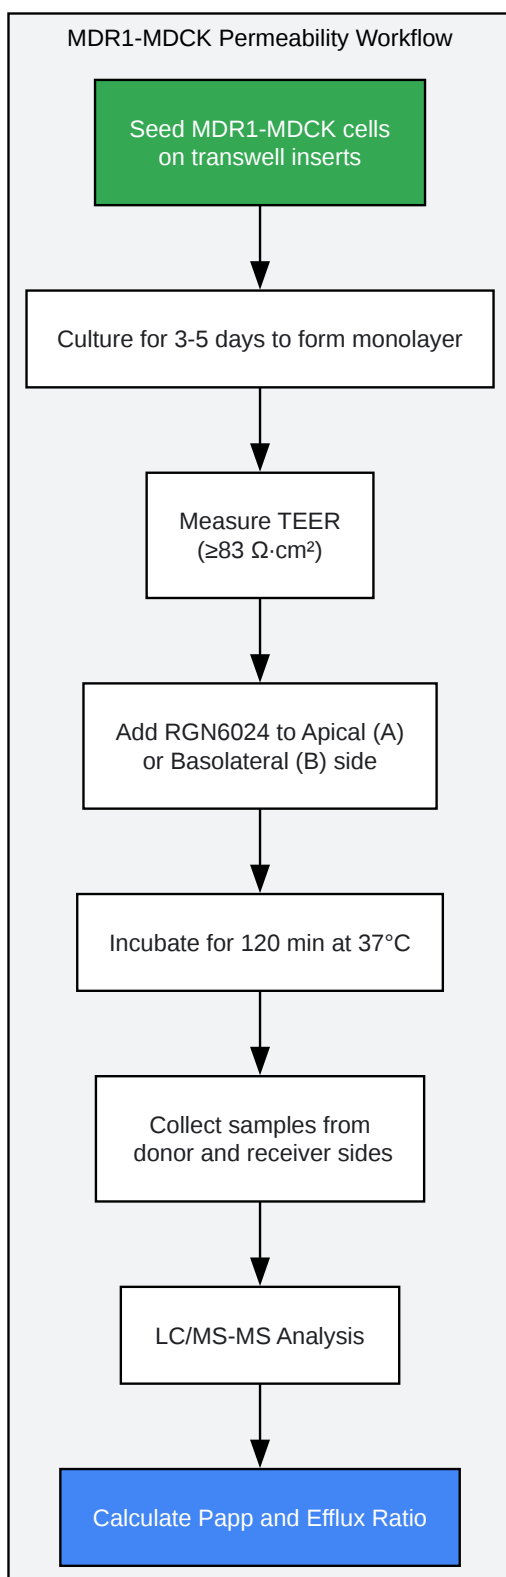 MDR1-MDCK Permeability Workflow
Seed MDR1-MDCK cells
on transwell inserts
Culture for 3-5 days to form monolayer
Measure TEER
(≥83 Ω·cm²)
Add RGN6024 to Apical (A)
or Basolateral (B) side
Incubate for 120 min at 37°C
Collect samples from
donor and receiver sides
LC/MS-MS Analysis
Calculate Papp and Efflux Ratio